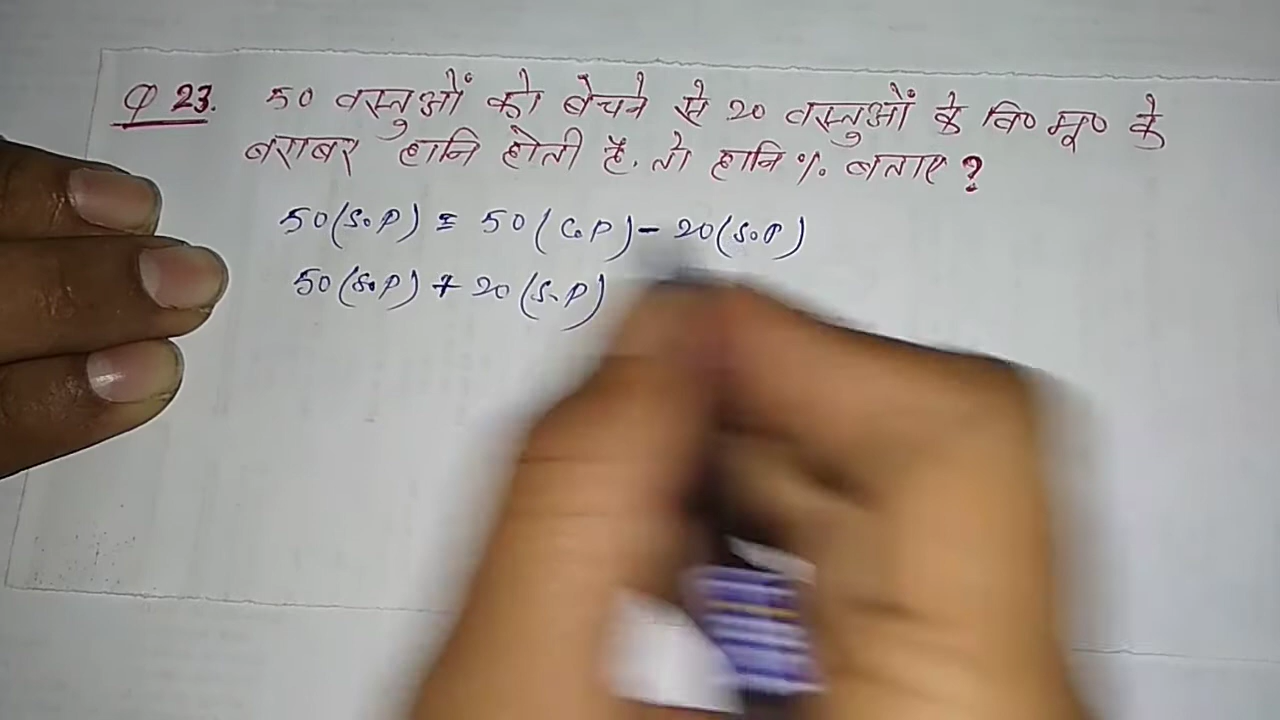 Q 23. 50 वस्तुओं को बेचने से 20 वस्तुओं के वि० मू० के
बराबर हानि होती है. तो हानि % बताए ?
50(S.P) = 50(C.P) - 20(S.P)
50(S.P) + 20(S.P)